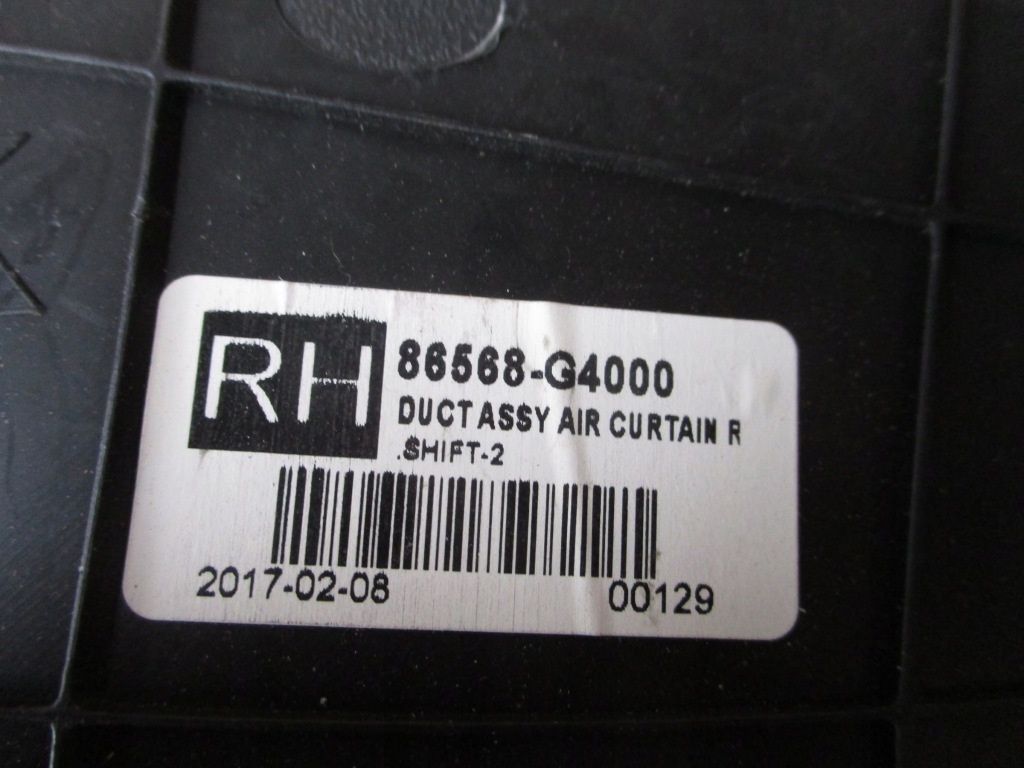 RH
86568-G4000
DUCT ASSY AIR CURTAIN R
.SHIFT-2
2017-02-08
00129